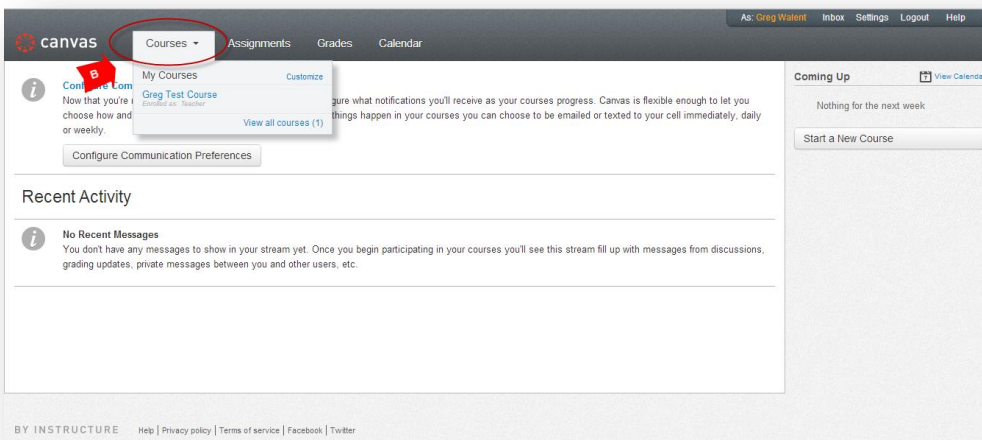 As: Greg Walent Inbox Settings Logout Help
canvas Courses Assignments Grades Calendar
B
My Courses Customize
Greg Test Course
Enrolled as: Teacher
View all courses (1)
Now that you're gure what notifications you'll receive as your courses progress. Canvas is flexible enough to let you
choose how and things happen in your courses you can choose to be emailed or texted to your cell immediately, daily
or weekly.
Configure Communication Preferences
Recent Activity
No Recent Messages
You don't have any messages to show in your stream yet. Once you begin participating in your courses you'll see this stream fill up with messages from discussions,
grading updates, private messages between you and other users, etc.
Coming Up 7 View Calenda
Nothing for the next week
Start a New Course
BY INSTRUCTURE Help | Privacy policy | Terms of service | Facebook | Twitter